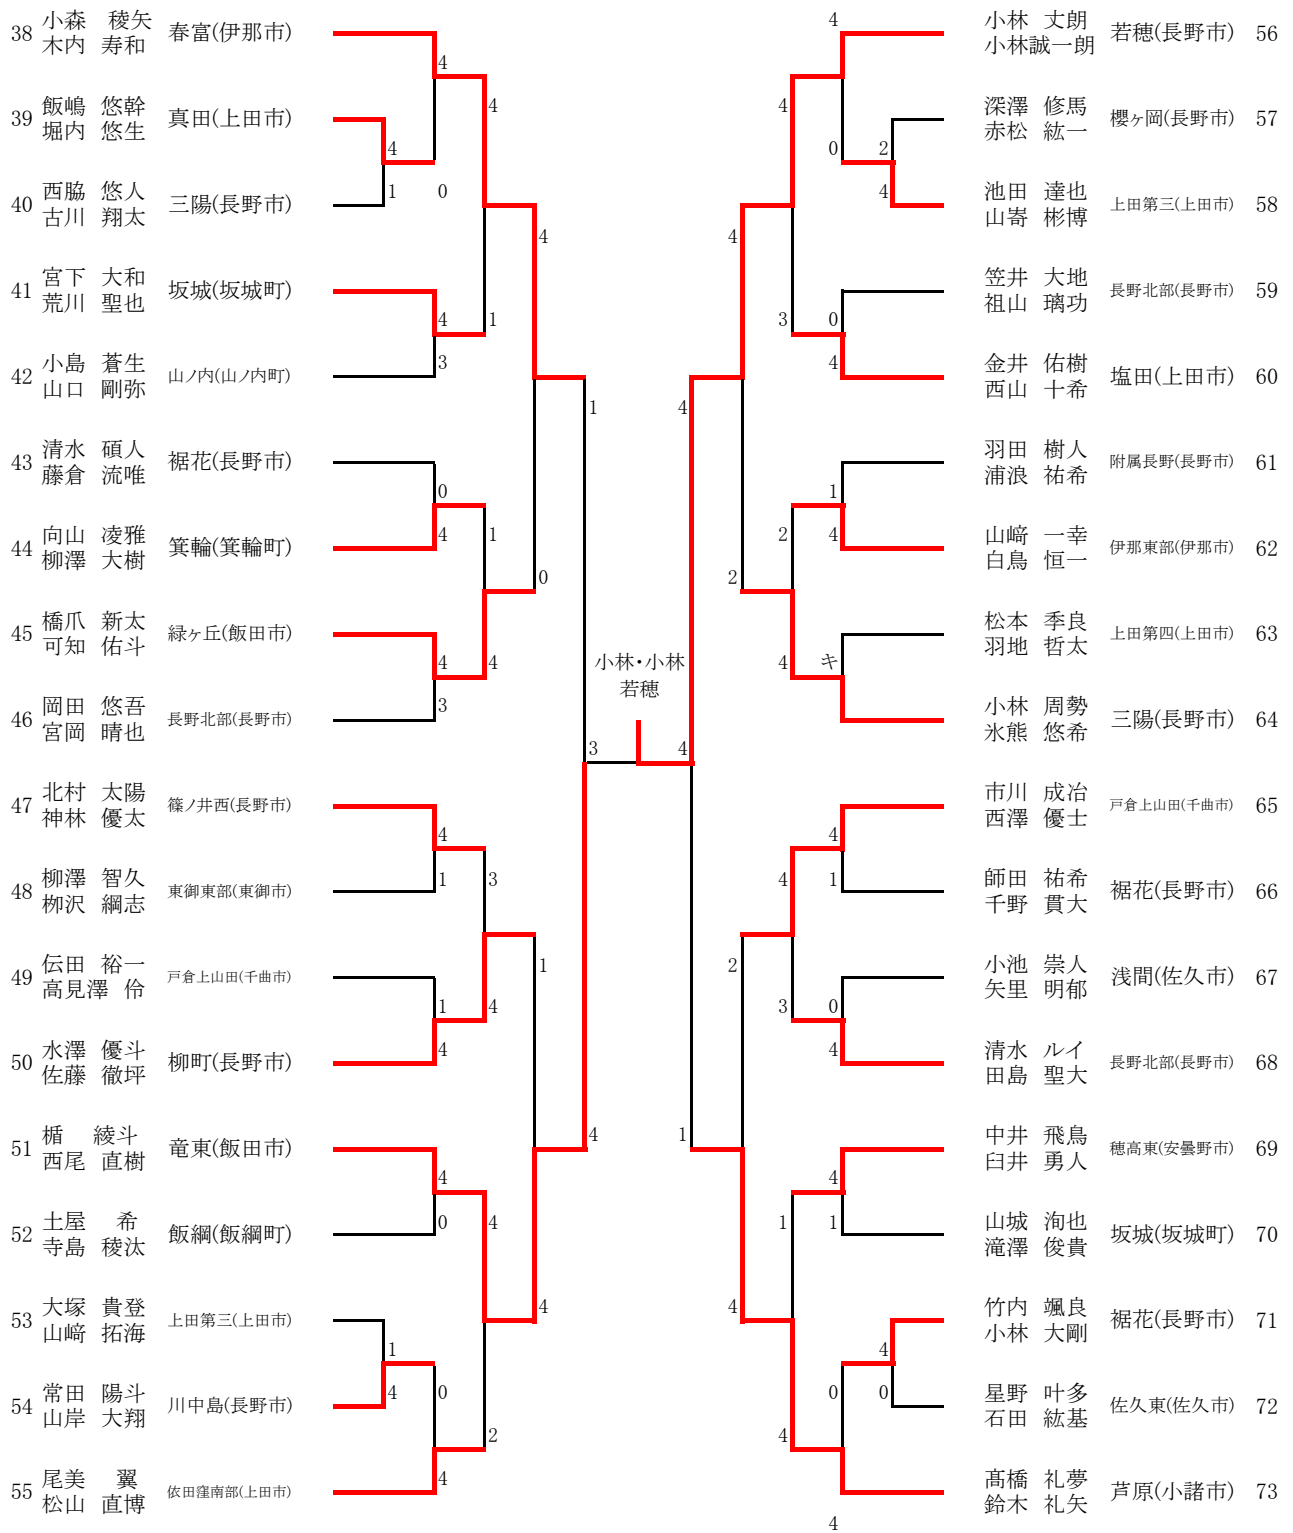 38 小森 稜矢 春富(伊那市)
木内 寿和
39 飯嶋 悠幹 真田(上田市)
堀内 悠生
40 西脇 悠人 三陽(長野市)
古川 翔太
41 宮下 大和 坂城(坂城町)
荒川 聖也
42 小島 蒼生 山ノ内(山ノ内町)
山口 剛弥
43 清水 碩人 裾花(長野市)
藤倉 流唯
44 向山 凌雅 箕輪(箕輪町)
柳澤 大樹
45 橋爪 新太 緑ヶ丘(飯田市)
可知 佑斗
46 岡田 悠吾 長野北部(長野市)
宮岡 晴也
47 北村 太陽 篠ノ井西(長野市)
神林 優太
48 柳澤 智久 東御東部(東御市)
栁沢 綱志
49 伝田 裕一 戸倉上山田(千曲市)
高見澤 伶
50 水澤 優斗 柳町(長野市)
佐藤 徹坪
51 楯 綾斗 竜東(飯田市)
西尾 直樹
52 土屋 希 飯綱(飯綱町)
寺島 稜汰
53 大塚 貴登 上田第三(上田市)
山﨑 拓海
54 常田 陽斗 川中島(長野市)
山岸 大翔
55 尾美 翼 依田窪南部(上田市)
松山 直博
4
4
4
1
0
4
4
1
3
1
0
4
1
0
4
4
3
小林・小林
若穂
3
4
4
1
3
1
1
4
4
4
4
0
4
4
1
4
0
2
4
4
4
0
2
4
4
3
0
4
4
1
2
4
2
4
キ
4
1
4
2
3
0
4
1
4
1
1
4
4
0
0
4
4
小林 丈朗 若穂(長野市) 56
小林誠一朗
深澤 修馬 櫻ヶ岡(長野市) 57
赤松 紘一
池田 達也 上田第三(上田市) 58
山嵜 彬博
笠井 大地 長野北部(長野市) 59
祖山 璃功
金井 佑樹 塩田(上田市) 60
西山 十希
羽田 樹人 附属長野(長野市) 61
浦浪 祐希
山﨑 一幸 伊那東部(伊那市) 62
白鳥 恒一
松本 季良 上田第四(上田市) 63
羽地 哲太
小林 周勢 三陽(長野市) 64
氷熊 悠希
市川 成冶 戸倉上山田(千曲市) 65
西澤 優士
師田 祐希 裾花(長野市) 66
千野 貫大
小池 崇人 浅間(佐久市) 67
矢里 明郁
清水 ルイ 長野北部(長野市) 68
田島 聖大
中井 飛鳥 穂高東(安曇野市) 69
臼井 勇人
山城 洵也 坂城(坂城町) 70
滝澤 俊貴
竹内 颯良 裾花(長野市) 71
小林 大剛
星野 叶多 佐久東(佐久市) 72
石田 紘基
髙橋 礼夢 芦原(小諸市) 73
鈴木 礼矢